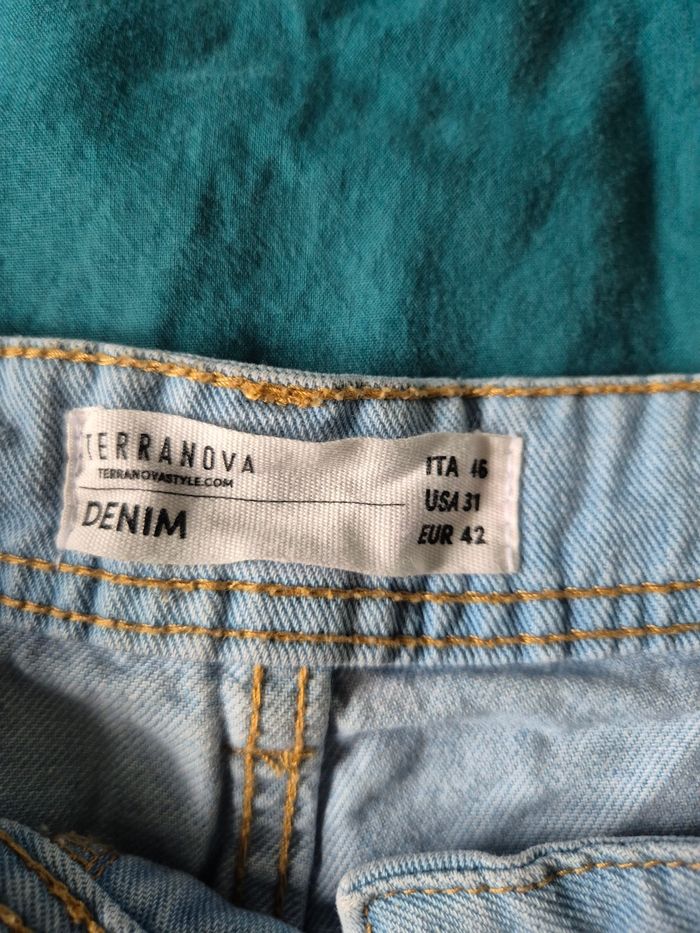 TERRANOVA
TERRANOVASTYLE.COM
DENIM
ITA 46
USA 31
EUR 42